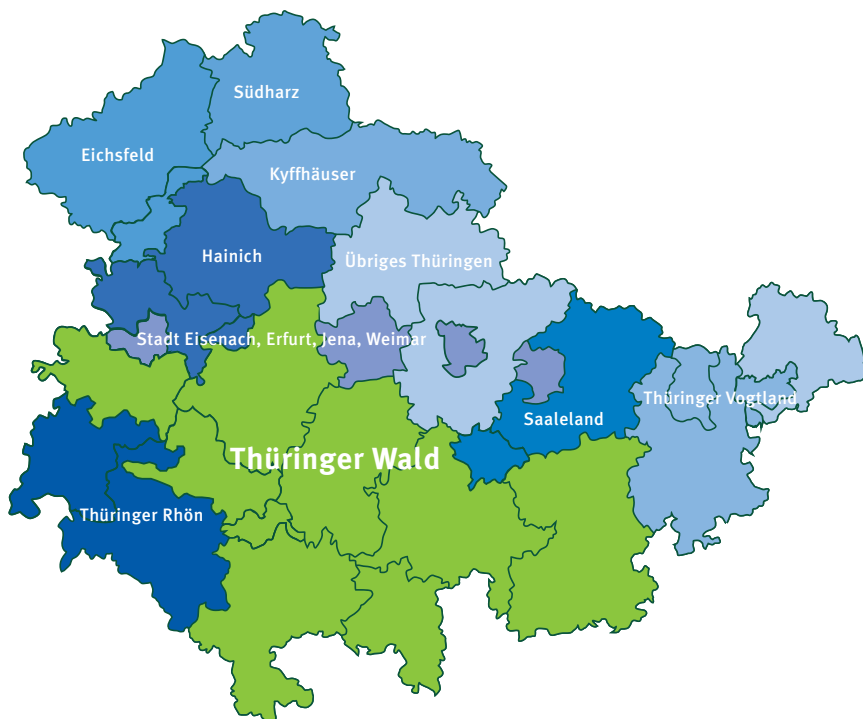 Südharz
Eichsfeld
Kyffhäuser
Hainich
Übriges Thüringen
Stadt Eisenach, Erfurt, Jena, Weimar
Thüringer Vogtland
Saaleland
Thüringer Wald
Thüringer Rhön